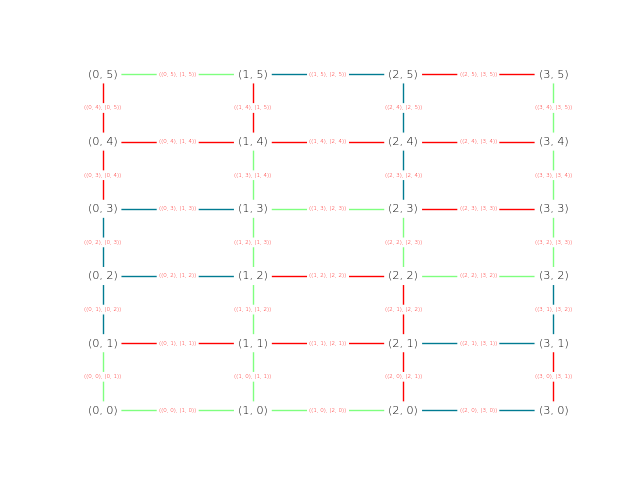 (0, 5) ((0, 5), (1, 5)) (1, 5) ((1, 5), (2, 5)) (2, 5) ((2, 5), (3, 5)) (3, 5)
((0, 4), (0, 5)) ((1, 4), (1, 5)) ((2, 4), (2, 5)) ((3, 4), (3, 5))
(0, 4) ((0, 4), (1, 4)) (1, 4) ((1, 4), (2, 4)) (2, 4) ((2, 4), (3, 4)) (3, 4)
((0, 3), (0, 4)) ((1, 3), (1, 4)) ((2, 3), (2, 4)) ((3, 3), (3, 4))
(0, 3) ((0, 3), (1, 3)) (1, 3) ((1, 3), (2, 3)) (2, 3) ((2, 3), (3, 3)) (3, 3)
((0, 2), (0, 3)) ((1, 2), (1, 3)) ((2, 2), (2, 3)) ((3, 2), (3, 3))
(0, 2) ((0, 2), (1, 2)) (1, 2) ((1, 2), (2, 2)) (2, 2) ((2, 2), (3, 2)) (3, 2)
((0, 1), (0, 2)) ((1, 1), (1, 2)) ((2, 1), (2, 2)) ((3, 1), (3, 2))
(0, 1) ((0, 1), (1, 1)) (1, 1) ((1, 1), (2, 1)) (2, 1) ((2, 1), (3, 1)) (3, 1)
((0, 0), (0, 1)) ((1, 0), (1, 1)) ((2, 0), (2, 1)) ((3, 0), (3, 1))
(0, 0) ((0, 0), (1, 0)) (1, 0) ((1, 0), (2, 0)) (2, 0) ((2, 0), (3, 0)) (3, 0)